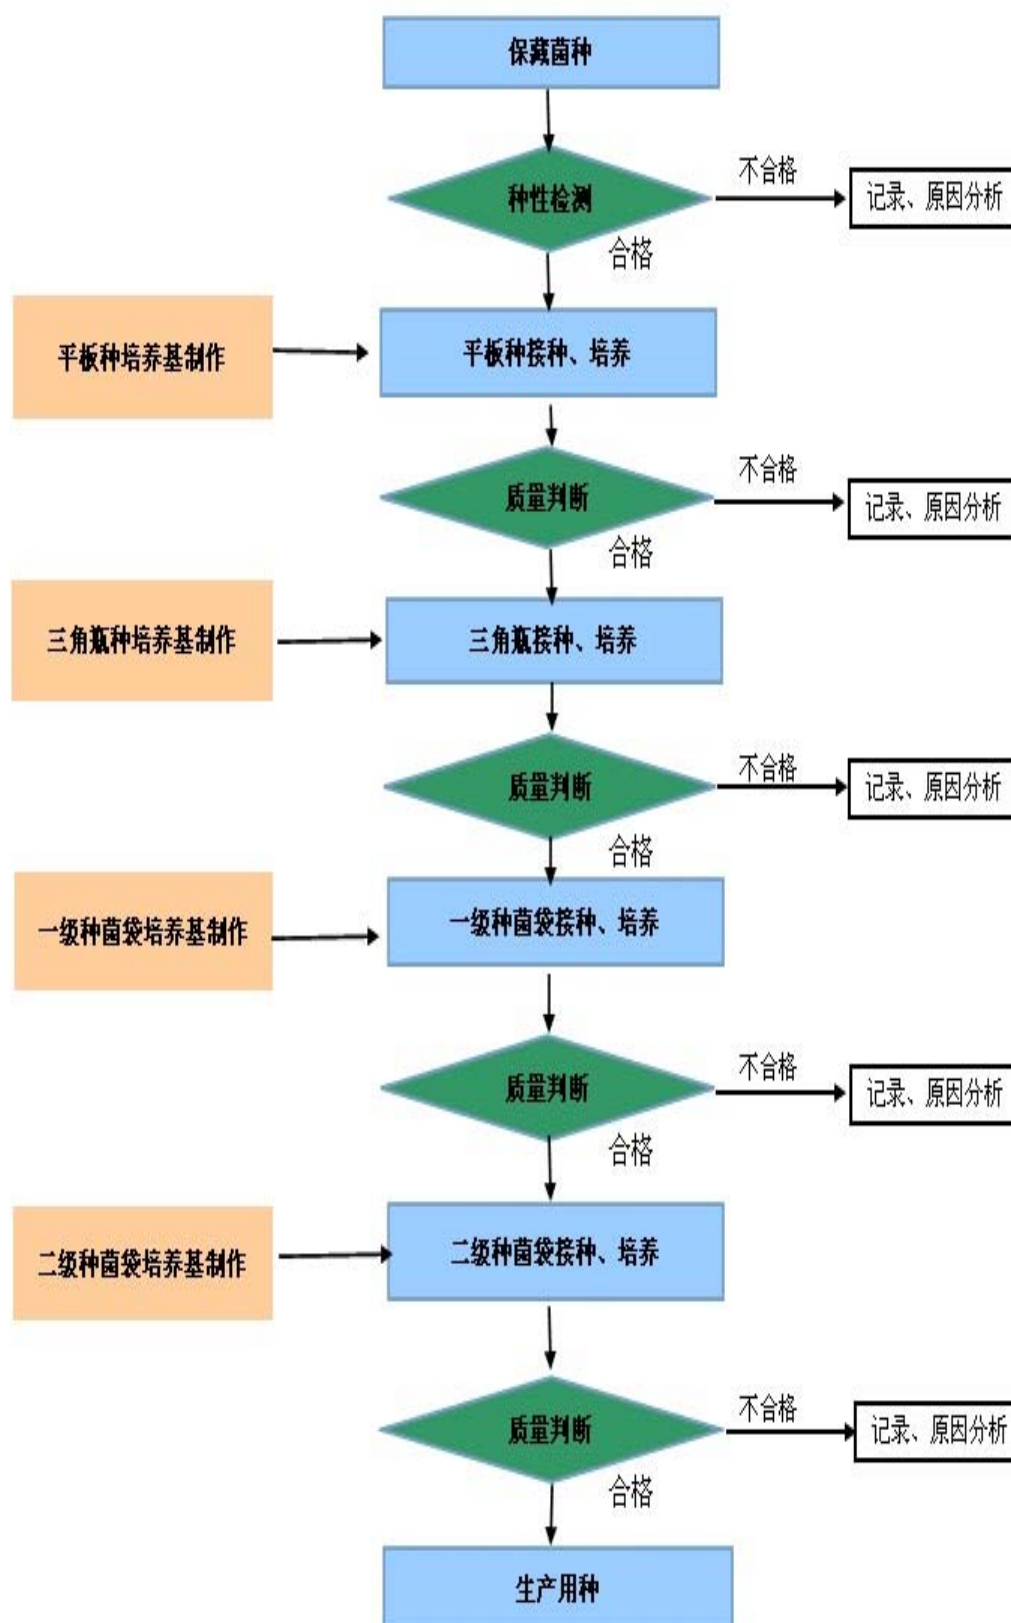 保藏菌种
种性检测
不合格
记录、原因分析
合格
平板种培养基制作
平板种接种、培养
质量判断
不合格
记录、原因分析
合格
三角瓶种培养基制作
三角瓶接种、培养
质量判断
不合格
记录、原因分析
合格
一级种菌袋培养基制作
一级种菌袋接种、培养
质量判断
不合格
记录、原因分析
合格
二级种菌袋培养基制作
二级种菌袋接种、培养
质量判断
不合格
记录、原因分析
合格
生产用种